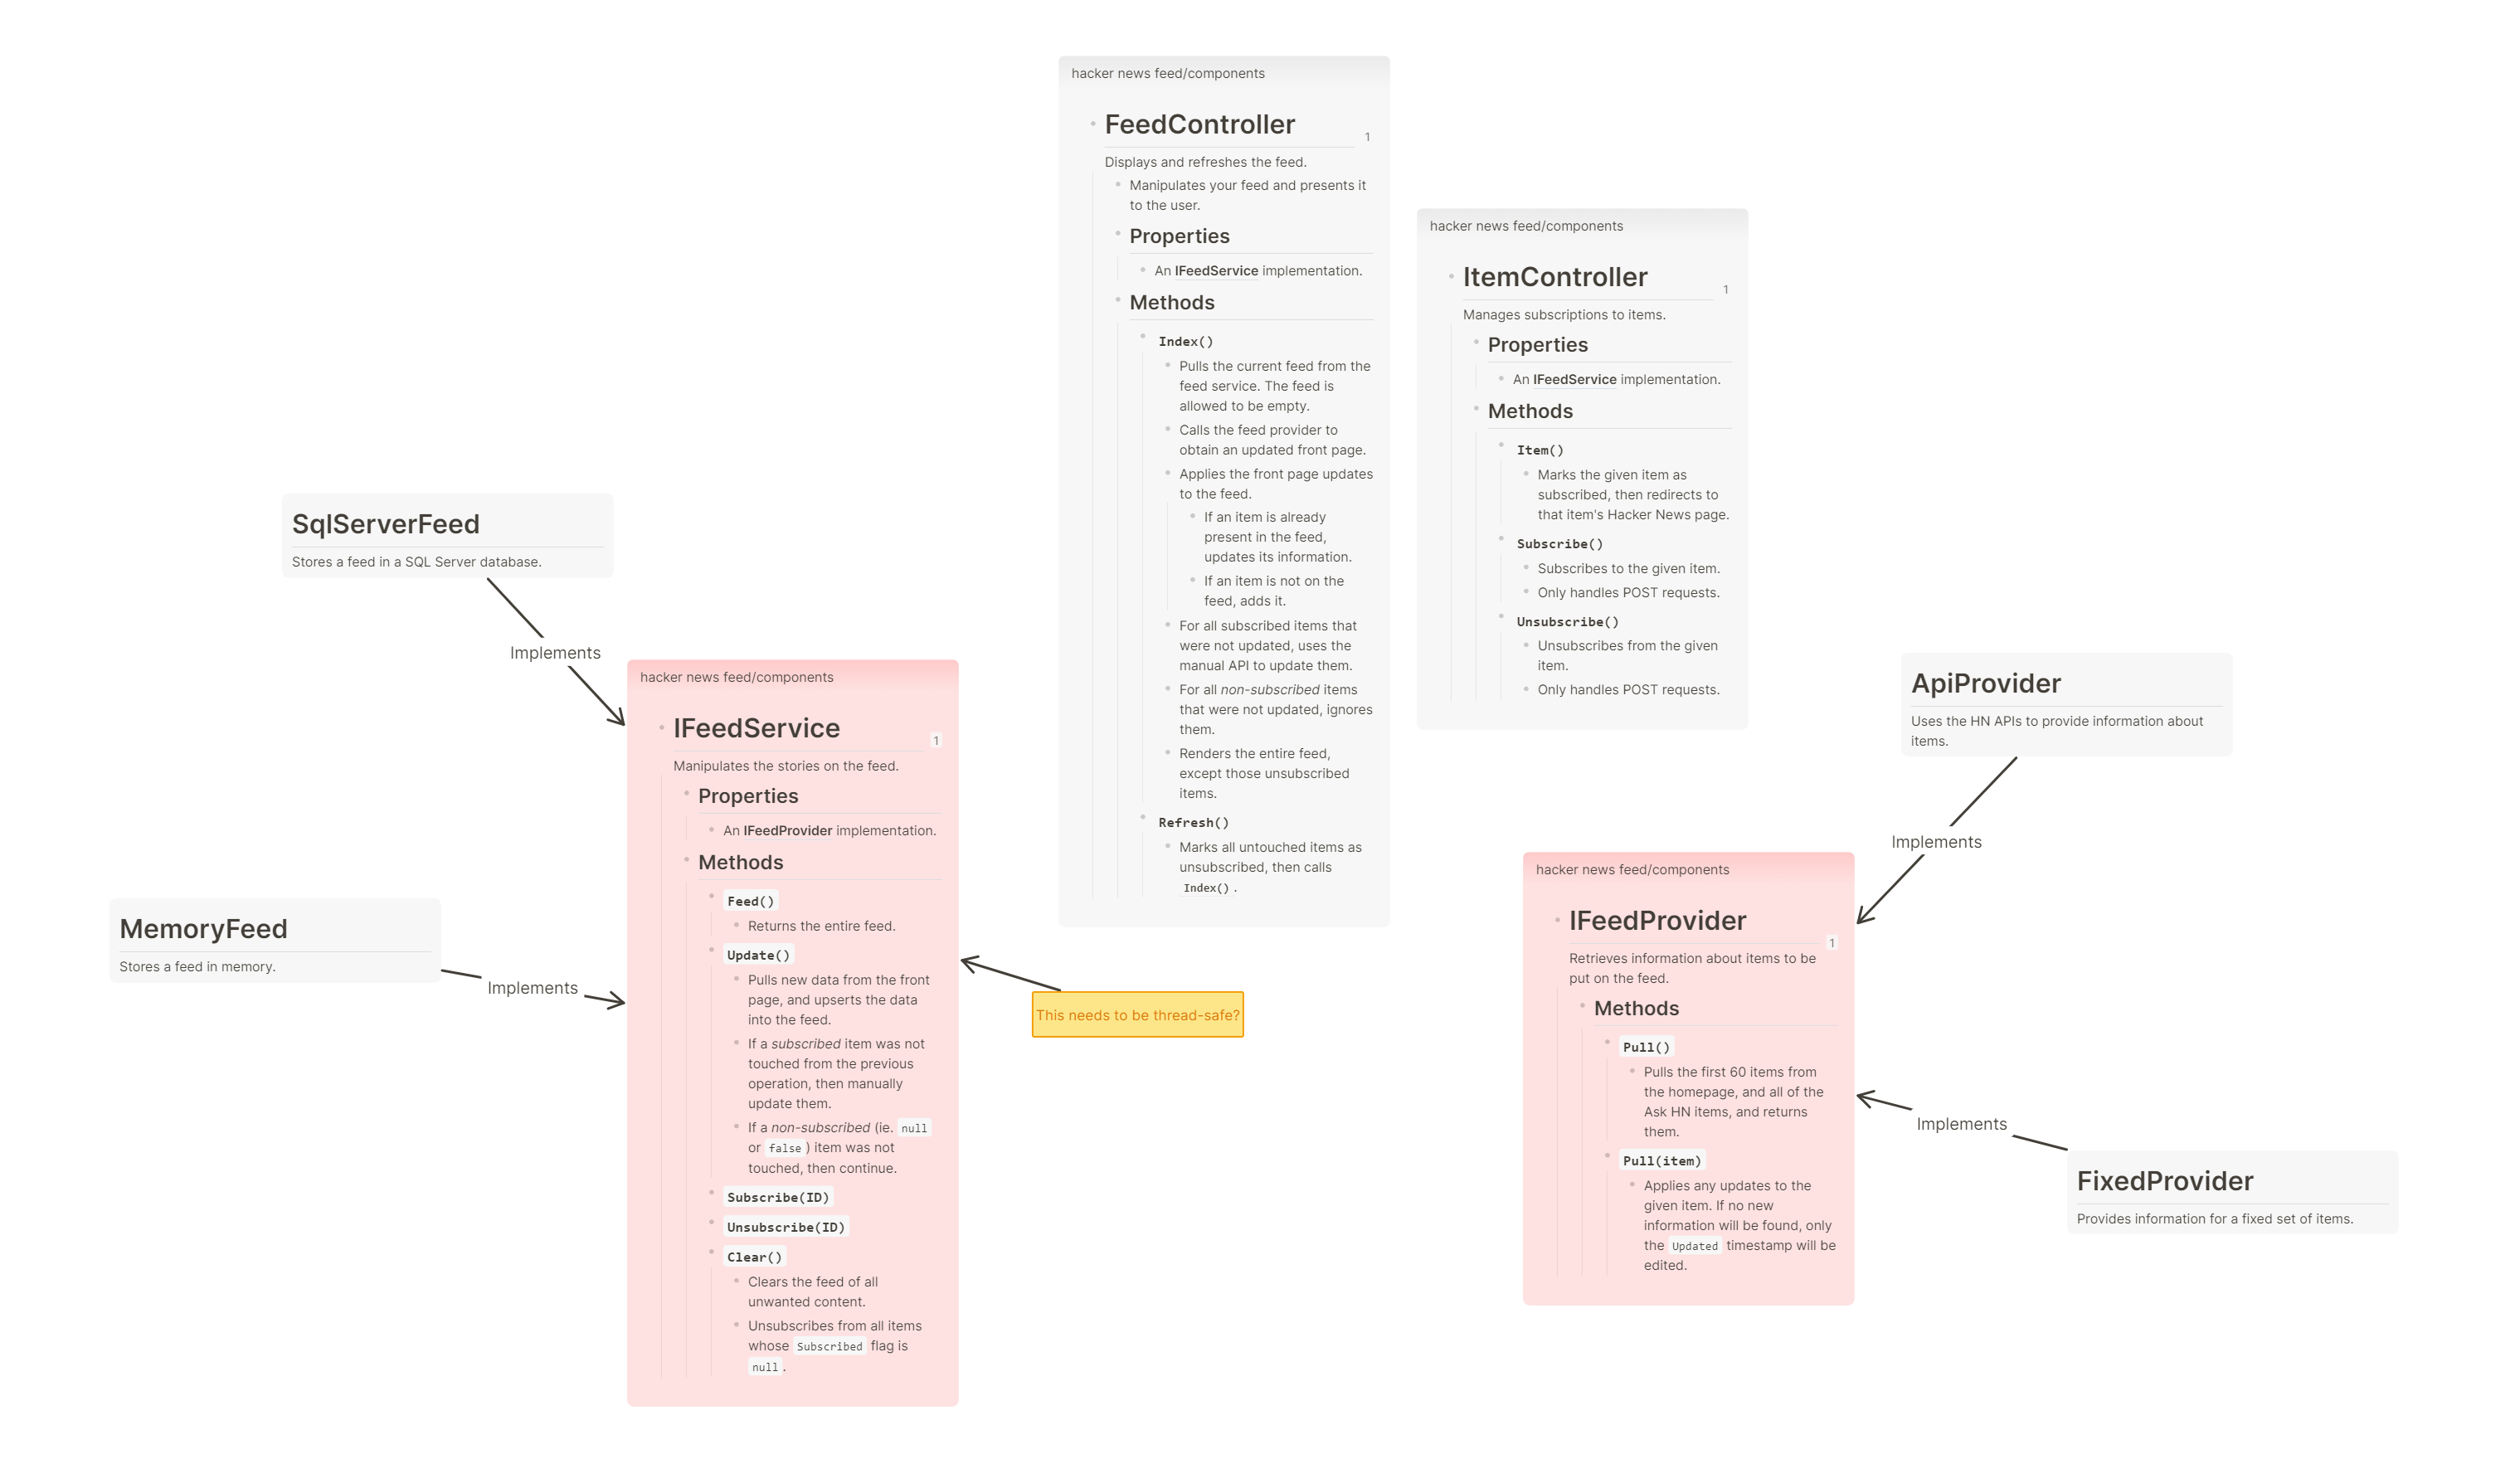 hacker news feed/components
FeedController
1
Displays and refreshes the feed.
Manipulates your feed and presents it
to the user.
Properties
An IFeedService implementation.
Methods
Index()
Pulls the current feed from the
feed service. The feed is
allowed to be empty.
Calls the feed provider to
obtain an updated front page.
Applies the front page updates
to the feed.
If an item is already
present in the feed,
updates its information.
If an item is not on the
feed, adds it.
For all subscribed items that
were not updated, uses the
manual API to update them.
For all non-subscribed items
that were not updated, ignores
them.
Renders the entire feed,
except those unsubscribed
items.
Refresh()
Marks all untouched items as
unsubscribed, then calls
Index() .
hacker news feed/components
ItemController
1
Manages subscriptions to items.
Properties
An IFeedService implementation.
Methods
Item()
Marks the given item as
subscribed, then redirects to
that item's Hacker News page.
Subscribe()
Subscribes to the given item.
Only handles POST requests.
Unsubscribe()
Unsubscribes from the given
item.
Only handles POST requests.
SqlServerFeed
Stores a feed in a SQL Server database.
Implements
MemoryFeed
Stores a feed in memory.
Implements
hacker news feed/components
IFeedService
1
Manipulates the stories on the feed.
Properties
An IFeedProvider implementation.
Methods
Feed()
Returns the entire feed.
Update()
Pulls new data from the front
page, and upserts the data
into the feed.
If a subscribed item was not
touched from the previous
operation, then manually
update them.
If a non-subscribed (ie. null
or false ) item was not
touched, then continue.
Subscribe(ID)
Unsubscribe(ID)
Clear()
Clears the feed of all
unwanted content.
Unsubscribes from all items
whose Subscribed flag is
null .
This needs to be thread-safe?
ApiProvider
Uses the HN APIs to provide information about
items.
Implements
hacker news feed/components
IFeedProvider
1
Retrieves information about items to be
put on the feed.
Methods
Pull()
Pulls the first 60 items from
the homepage, and all of the
Ask HN items, and returns
them.
Pull(item)
Applies any updates to the
given item. If no new
information will be found, only
the Updated timestamp will be
edited.
Implements
FixedProvider
Provides information for a fixed set of items.